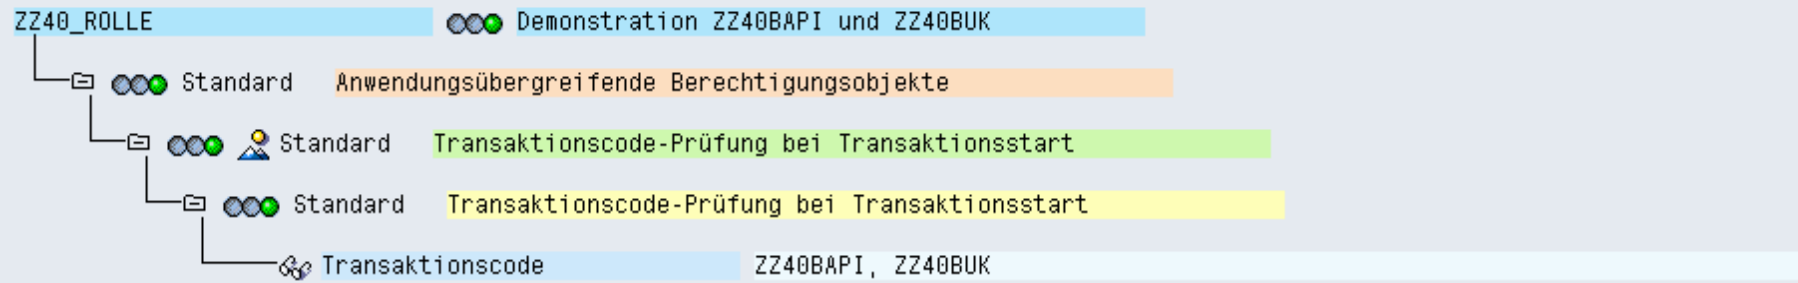 ZZ40_ROLLE Demonstration ZZ40BAPI und ZZ40BUK
Standard Anwendungsübergreifende Berechtigungsobjekte
Standard Transaktionscode-Prüfung bei Transaktionsstart
Standard Transaktionscode-Prüfung bei Transaktionsstart
Transaktionscode ZZ40BAPI, ZZ40BUK